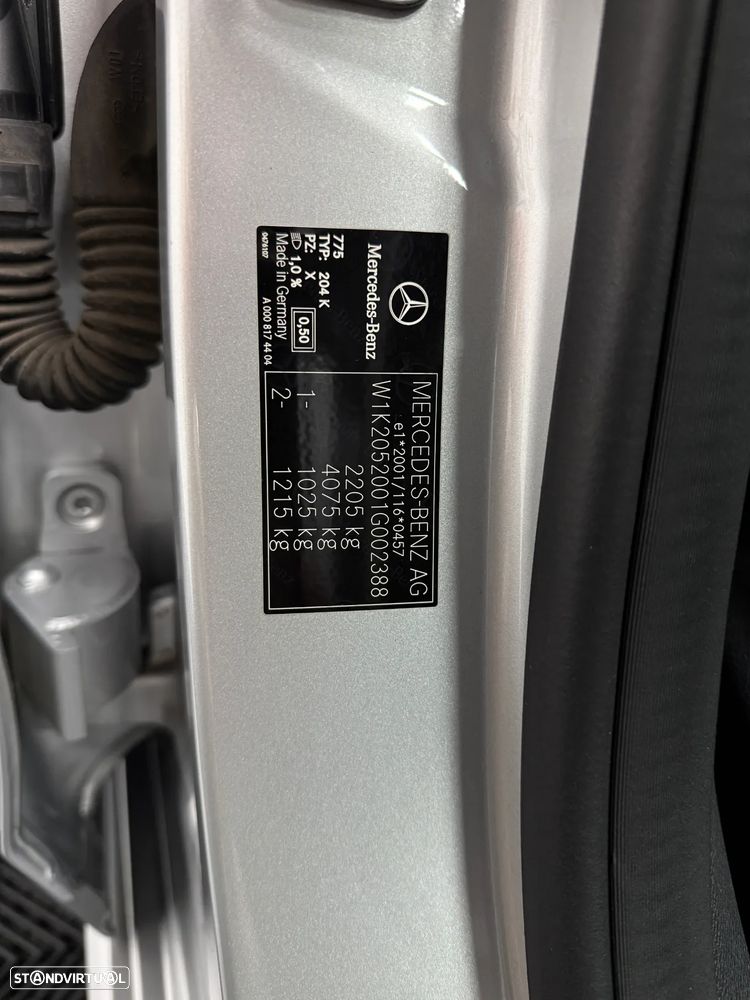 Mercedes-Benz
775
TYP: 204 K
PZ: X
1,0 %
0,50
Made in Germany
0476107
A 000 817 44 04
MERCEDES-BENZ AG
e1*2001/116*0457
W1K2052001G002388
2205 kg
4075 kg
1- 1025 kg
2- 1215 kg
STANDVIRTUAL